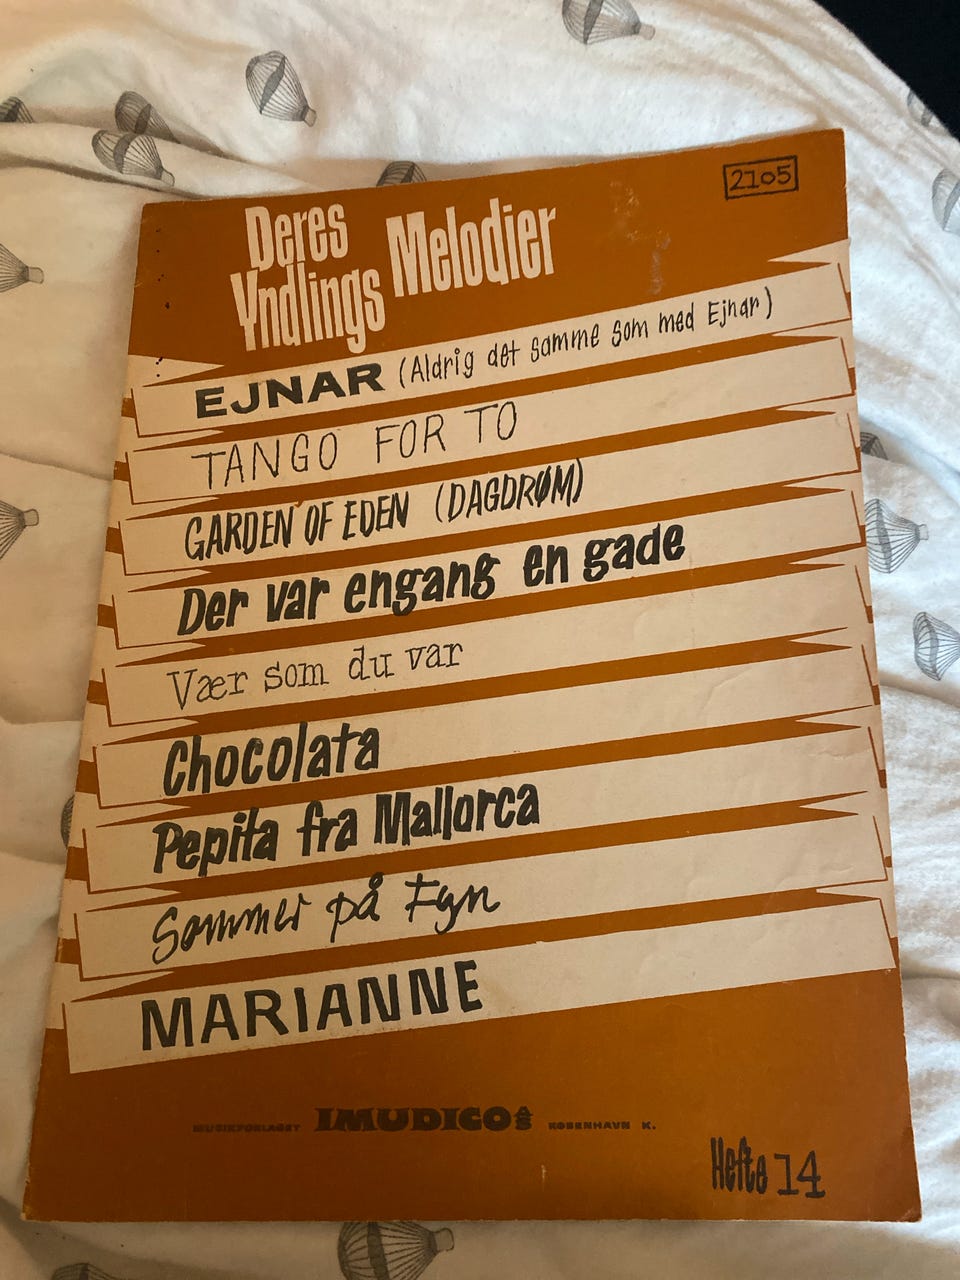 2105
Deres
Yndlings Melodier
EJNAR (Aldrig det samme som med Ejnar)
TANGO FOR TO
GARDEN OF EDEN (DAGDRØM)
Der var engang en gade
Vær som du var
Chocolata
Pepita fra Mallorca
Sommer på Fyn
MARIANNE
MUSIKFORLAGET IMUDICO A/S KØBENHAVN K.
Hefte 14